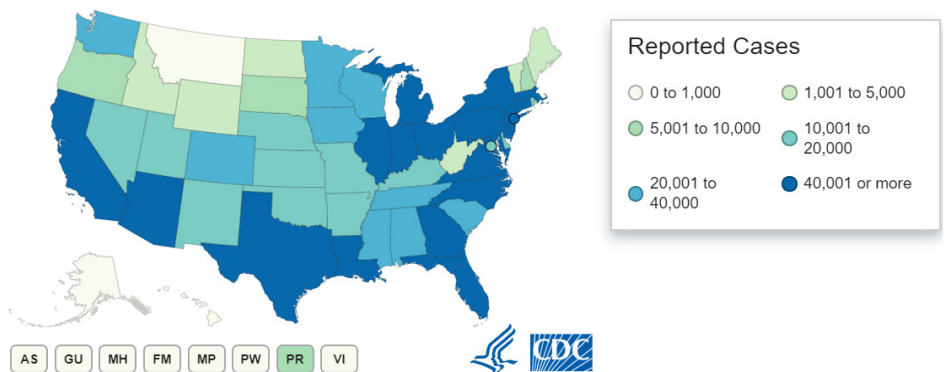 Reported Cases
0 to 1,000
1,001 to 5,000
5,001 to 10,000
10,001 to
20,000
20,001 to
40,000
40,001 or more
AS GU MH FM MP PW PR VI
CDC